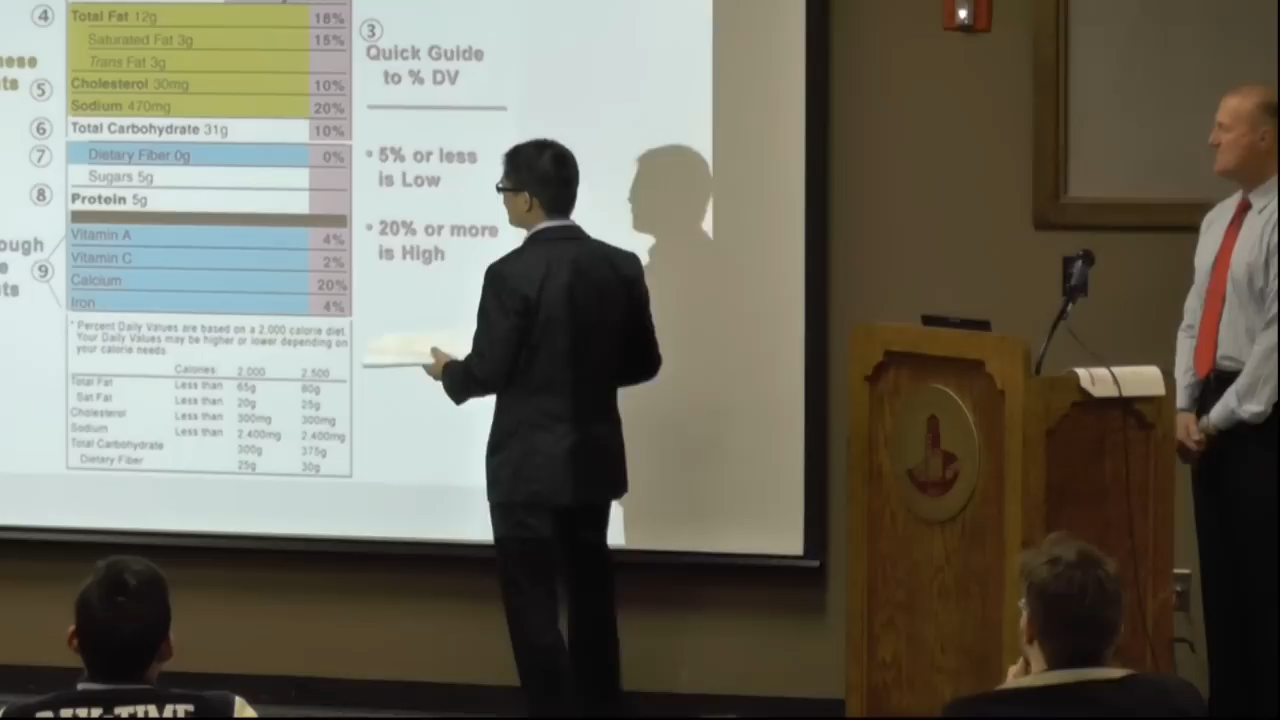 ④ Total Fat 12g 18%
③
Saturated Fat 3g 15%
Quick Guide
to % DV
Trans Fat 3g
⑤ Cholesterol 30mg 10%
Sodium 470mg 20%
⑥ Total Carbohydrate 31g 10%
⑦ Dietary Fiber 0g 0%
• 5% or less
is Low
Sugars 5g
⑧ Protein 5g
• 20% or more
is High
⑨
Vitamin A 4%
Vitamin C 2%
Calcium 20%
Iron 4%
* Percent Daily Values are based on a 2,000 calorie diet.
Your Daily Values may be higher or lower depending on
your calorie needs.
Calories: 2,000 2,500
Total Fat Less than 65g 80g
Sat Fat Less than 20g 25g
Cholesterol Less than 300mg 300mg
Sodium Less than 2,400mg 2,400mg
Total Carbohydrate 300g 375g
Dietary Fiber 25g 30g